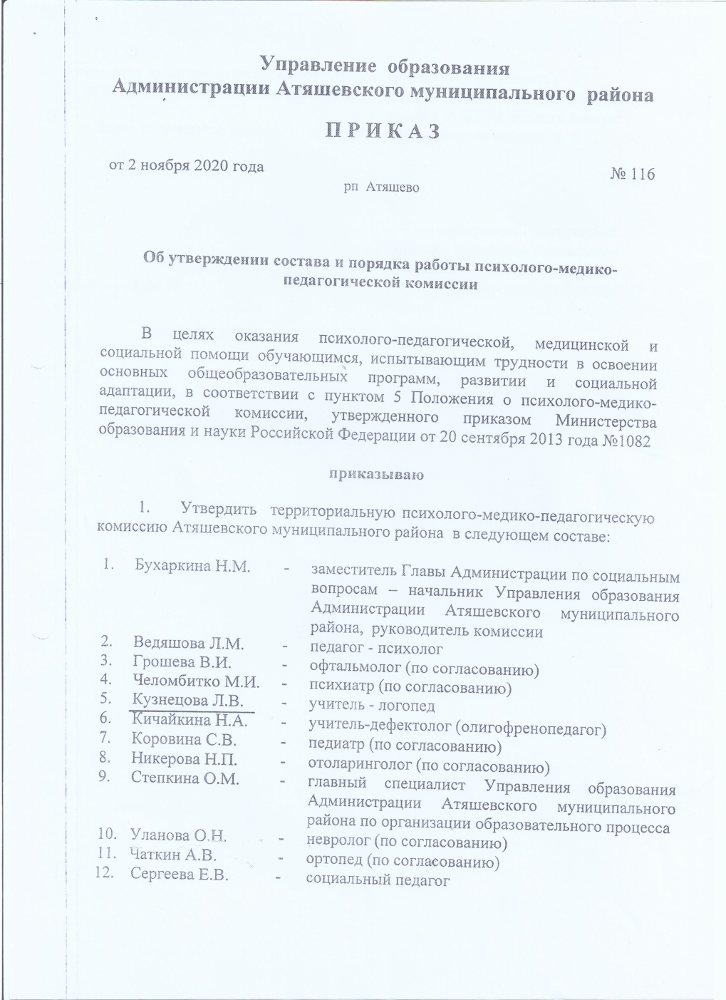 Управление образования
Администрации Атяшевского муниципального района
П Р И К А З
от 2 ноября 2020 года
№ 116
рп Атяшево
Об утверждении состава и порядка работы психолого-медико-
педагогической комиссии
В целях оказания психолого-педагогической, медицинской и
социальной помощи обучающимся, испытывающим трудности в освоении
основных общеобразовательных программ, развитии и социальной
адаптации, в соответствии с пунктом 5 Положения о психолого-медико-
педагогической комиссии, утвержденного приказом Министерства
образования и науки Российской Федерации от 20 сентября 2013 года №1082
приказываю
1. Утвердить территориальную психолого-медико-педагогическую
комиссию Атяшевского муниципального района в следующем составе:
1. Бухаркина Н.М. - заместитель Главы Администрации по социальным
вопросам – начальник Управления образования
Администрации Атяшевского муниципального
района, руководитель комиссии
2. Ведяшова Л.М. - педагог - психолог
3. Грошева В.И. - офтальмолог (по согласованию)
4. Челомбитко М.И. - психиатр (по согласованию)
5. Кузнецова Л.В. - учитель - логопед
6. Кичайкина Н.А. - учитель-дефектолог (олигофренопедагог)
7. Коровина С.В. - педиатр (по согласованию)
8. Никерова Н.П. - отоларинголог (по согласованию)
9. Степкина О.М. - главный специалист Управления образования
Администрации Атяшевского муниципального
района по организации образовательного процесса
10. Уланова О.Н. - невролог (по согласованию)
11. Чаткин А.В. - ортопед (по согласованию)
12. Сергеева Е.В. - социальный педагог